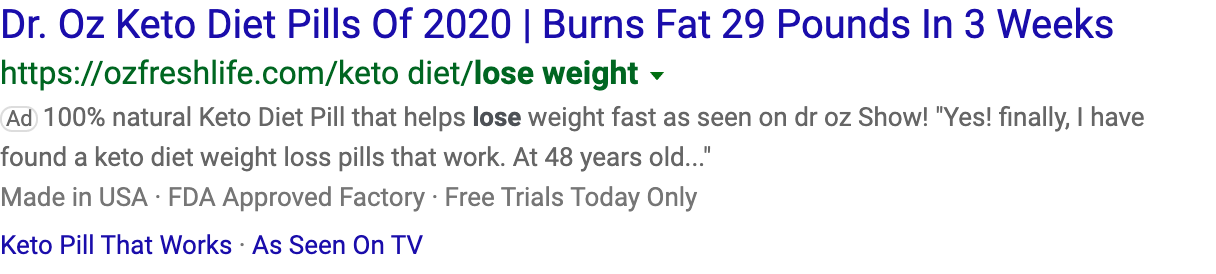 Dr. Oz Keto Diet Pills Of 2020 | Burns Fat 29 Pounds In 3 Weeks
https://ozfreshlife.com/keto diet/lose weight
Ad 100% natural Keto Diet Pill that helps lose weight fast as seen on dr oz Show! "Yes! finally, I have
found a keto diet weight loss pills that work. At 48 years old..."
Made in USA · FDA Approved Factory · Free Trials Today Only
Keto Pill That Works · As Seen On TV